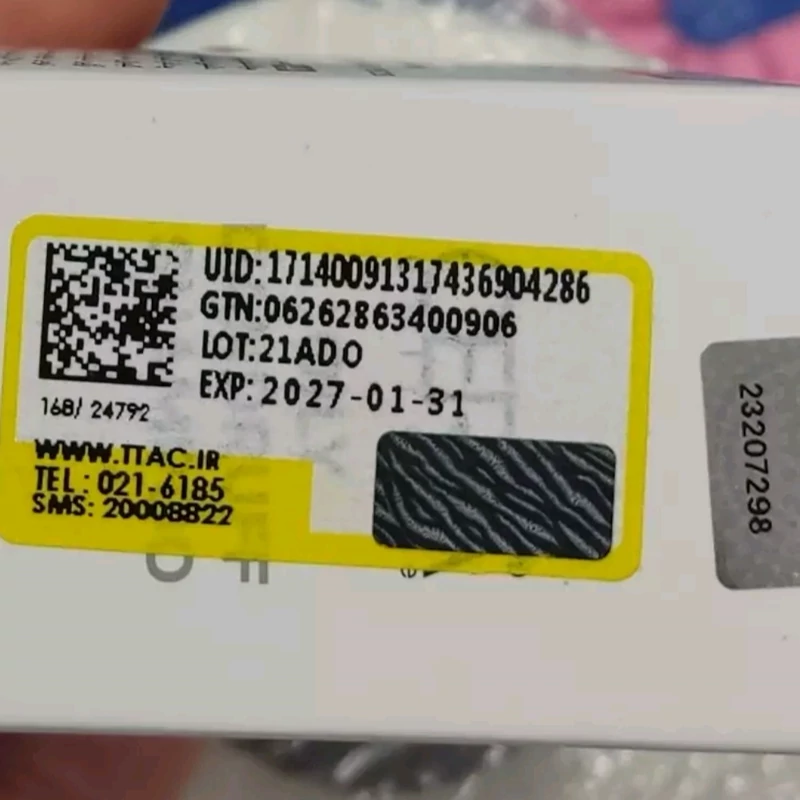 UID:17140091317436904286
GTN:06262863400906
LOT:21ADO
EXP:2027-01-31
168/ 24792
WWW.TTAC.IR
TEL: 021-6185
SMS: 20008822
23207298